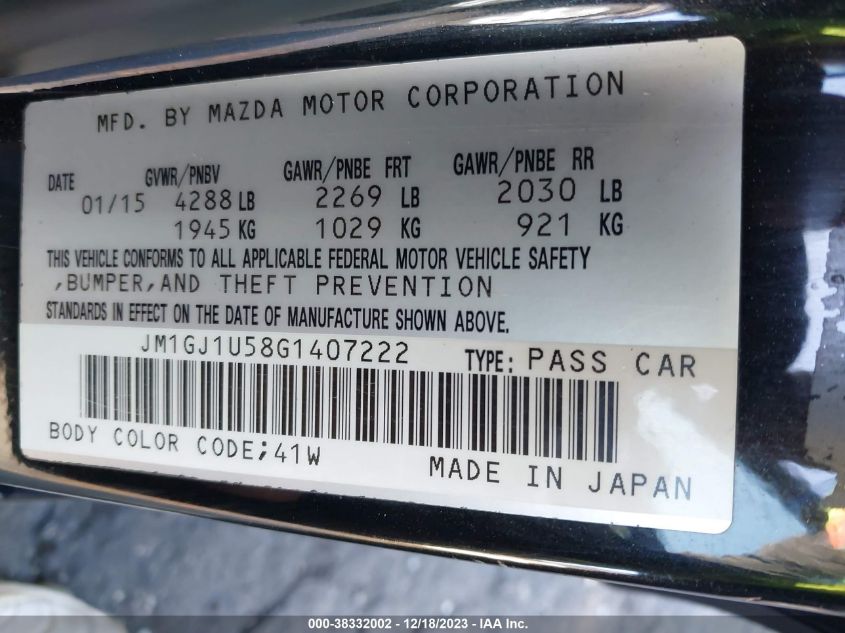 MFD. BY MAZDA MOTOR CORPORATION
DATE GVWR/PNBV GAWR/PNBE FRT GAWR/PNBE RR
01/15 4288 LB 2269 LB 2030 LB
1945 KG 1029 KG 921 KG
THIS VEHICLE CONFORMS TO ALL APPLICABLE FEDERAL MOTOR VEHICLE SAFETY
,BUMPER,AND THEFT PREVENTION
STANDARDS IN EFFECT ON THE DATE OF MANUFACTURE SHOWN ABOVE.
JM1GJ1U58G1407222 TYPE: PASS CAR
BODY COLOR CODE;41W
MADE IN JAPAN
000-38332002 - 12/18/2023 - IAA Inc.